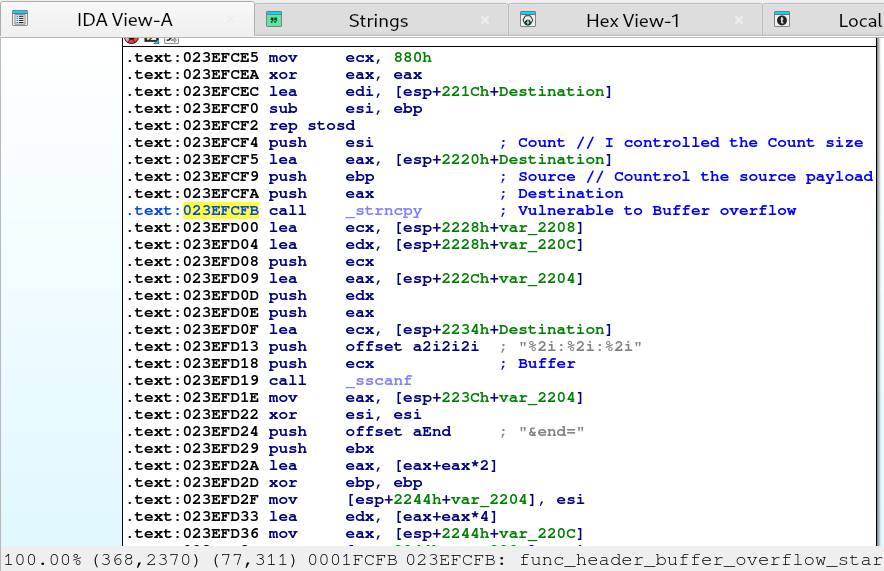 IDA View-A
Strings
Hex View-1
Local
.text:023EFCE5 mov ecx, 880h
.text:023EFCEA xor eax, eax
.text:023EFCEC lea edi, [esp+221Ch+Destination]
.text:023EFCF0 sub esi, ebp
.text:023EFCF2 rep stosd
.text:023EFCF4 push esi ; Count // I controlled the Count size
.text:023EFCF5 lea eax, [esp+2220h+Destination]
.text:023EFCF9 push ebp ; Source // Countrol the source payload
.text:023EFCFA push eax ; Destination
.text:023EFCFB call _strncpy ; Vulnerable to Buffer overflow
.text:023EFD00 lea ecx, [esp+2228h+var_2208]
.text:023EFD04 lea edx, [esp+2228h+var_220C]
.text:023EFD08 push ecx
.text:023EFD09 lea eax, [esp+222Ch+var_2204]
.text:023EFD0D push edx
.text:023EFD0E push eax
.text:023EFD0F lea ecx, [esp+2234h+Destination]
.text:023EFD13 push offset a2i2i2i ; "%2i:%2i:%2i"
.text:023EFD18 push ecx ; Buffer
.text:023EFD19 call _sscanf
.text:023EFD1E mov eax, [esp+223Ch+var_2204]
.text:023EFD22 xor esi, esi
.text:023EFD24 push offset aEnd ; "&end="
.text:023EFD29 push ebx
.text:023EFD2A lea eax, [eax+eax*2]
.text:023EFD2D xor ebp, ebp
.text:023EFD2F mov [esp+2244h+var_2204], esi
.text:023EFD33 lea edx, [eax+eax*4]
.text:023EFD36 mov eax, [esp+2244h+var_220C]
100.00% (368,2370) (77,311) 0001FCFB 023EFCFB: func_header_buffer_overflow_star